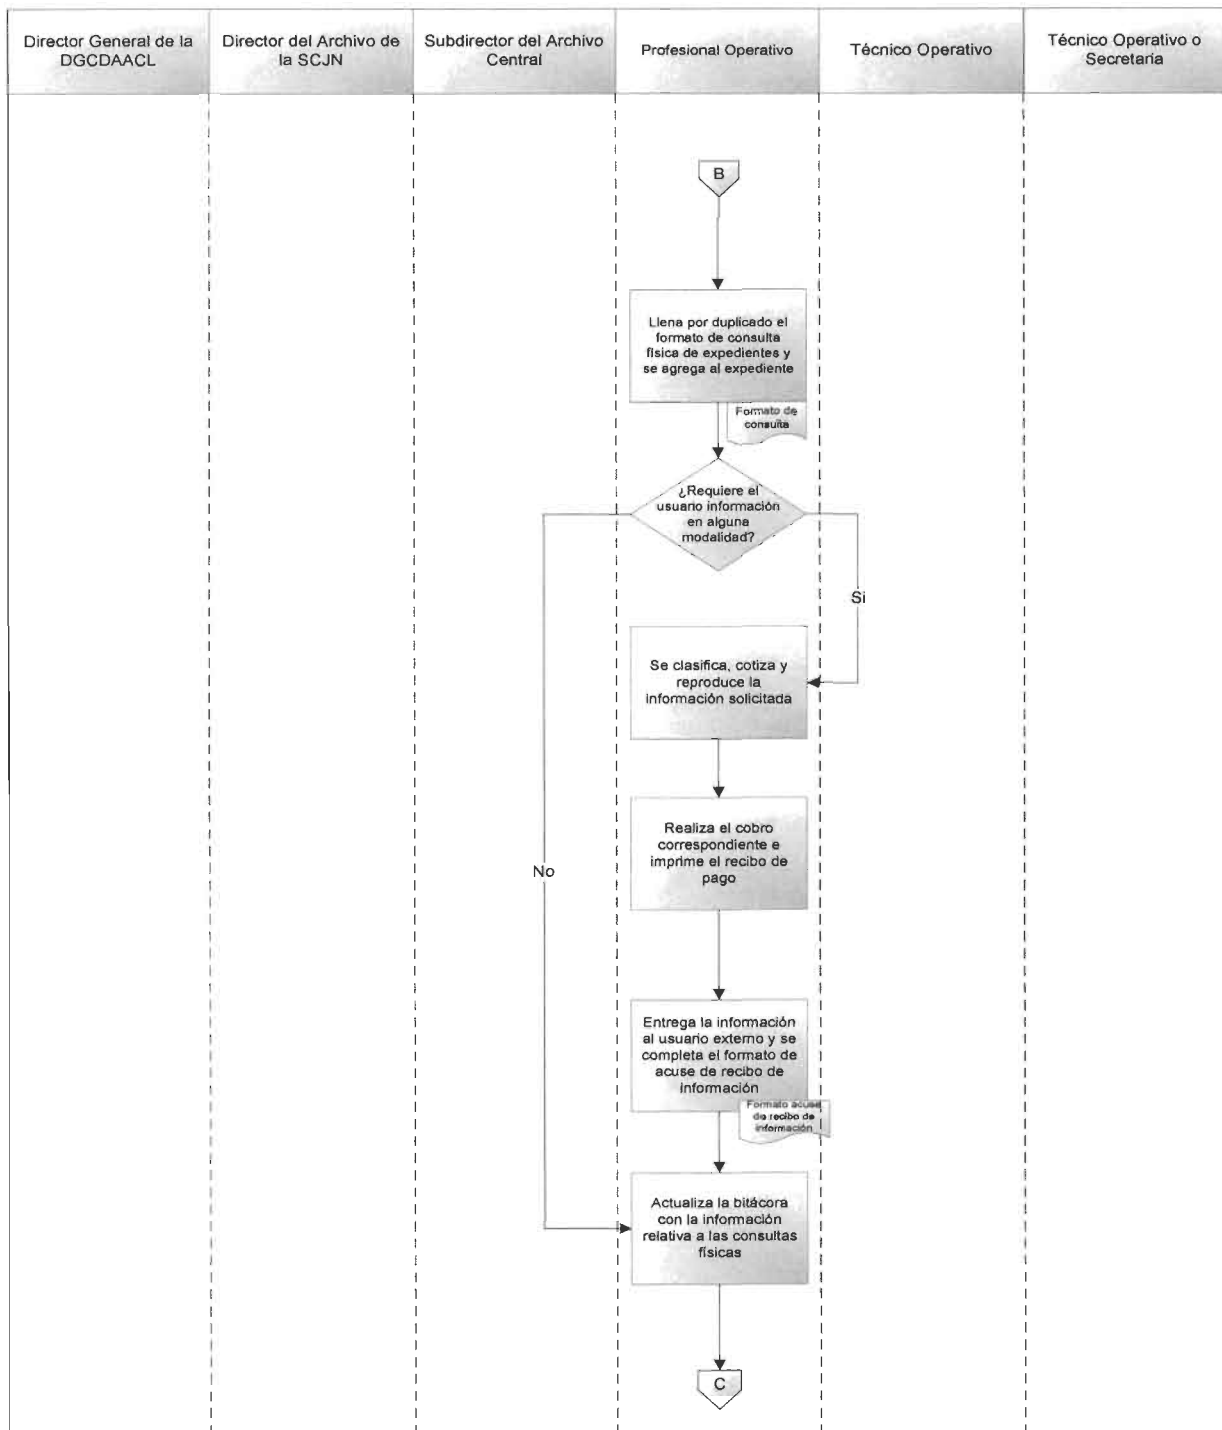 Director General de la
DGCDAACL
Director del Archivo de
la SCJN
Subdirector del Archivo
Central
Profesional Operativo
Técnico Operativo
Técnico Operativo o
Secretaria
B
Llena por duplicado el
formato de consulta
física de expedientes y
se agrega al expediente
Formato de
consulta
¿Requiere el
usuario información
en alguna
modalidad?
Si
Se clasifica, cotiza y
reproduce la
información solicitada
Realiza el cobro
correspondiente e
imprime el recibo de
pago
No
Entrega la información
al usuario externo y se
completa el formato de
acuse de recibo de
información
Formato acuse
de recibo de
información
Actualiza la bitácora
con la información
relativa a las consultas
físicas
C